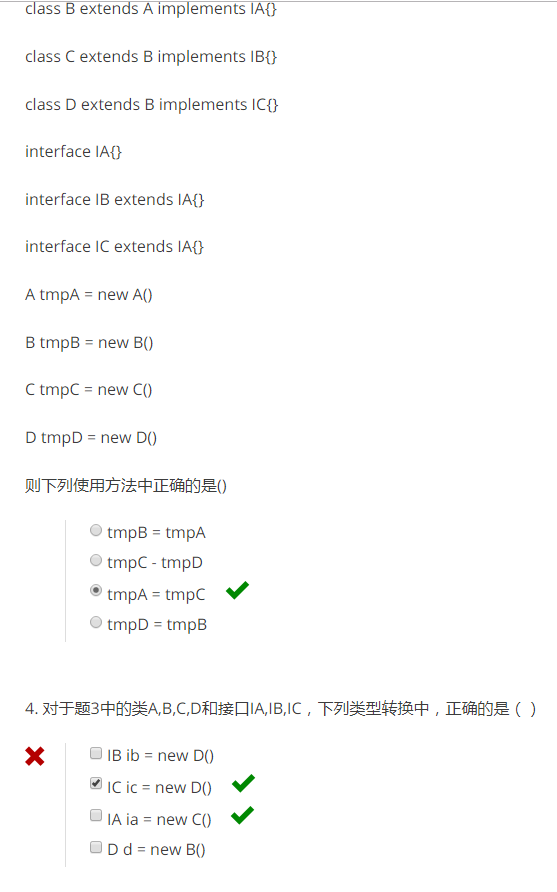 class B extends A implements IA{}
class C extends B implements IB{}
class D extends B implements IC{}
interface IA{}
interface IB extends IA{}
interface IC extends IA{}
A tmpA = new A()
B tmpB = new B()
C tmpC = new C()
D tmpD = new D()
则下列使用方法中正确的是()
tmpB = tmpA
tmpC - tmpD
tmpA = tmpC
tmpD = tmpB
4. 对于题3中的类A,B,C,D和接口IA,IB,IC，下列类型转换中，正确的是（ ）
IB ib = new D()
IC ic = new D()
IA ia = new C()
D d = new B()